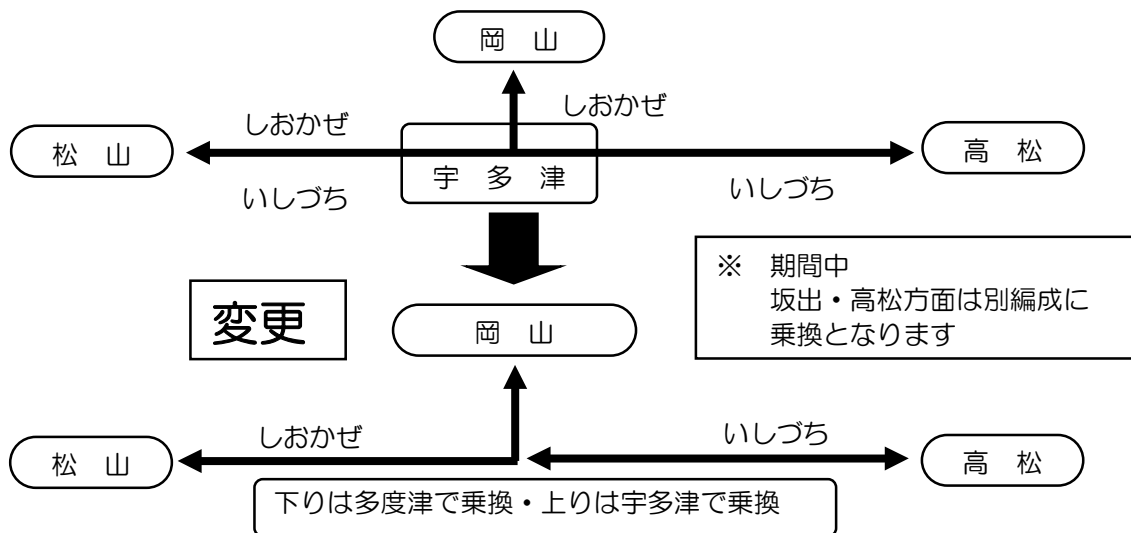 岡　山
しおかぜ
しおかぜ
松　山
高　松
宇　多　津
いしづち
いしづち
※　期間中
坂出・高松方面は別編成に
乗換となります
変更
岡　山
しおかぜ
いしづち
松　山
高　松
下りは多度津で乗換・上りは宇多津で乗換